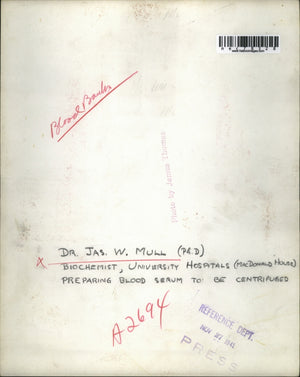 Blood Banks
Photo by James Thomas
DR. JAS. W. MULL (PH.D)
X BIOCHEMIST, UNIVERSITY HOSPITALS (MACDONALD HOUSE)
PREPARING BLOOD SERUM TO BE CENTRIFUGED
A2694
REFERENCE DEPT.
PRESS